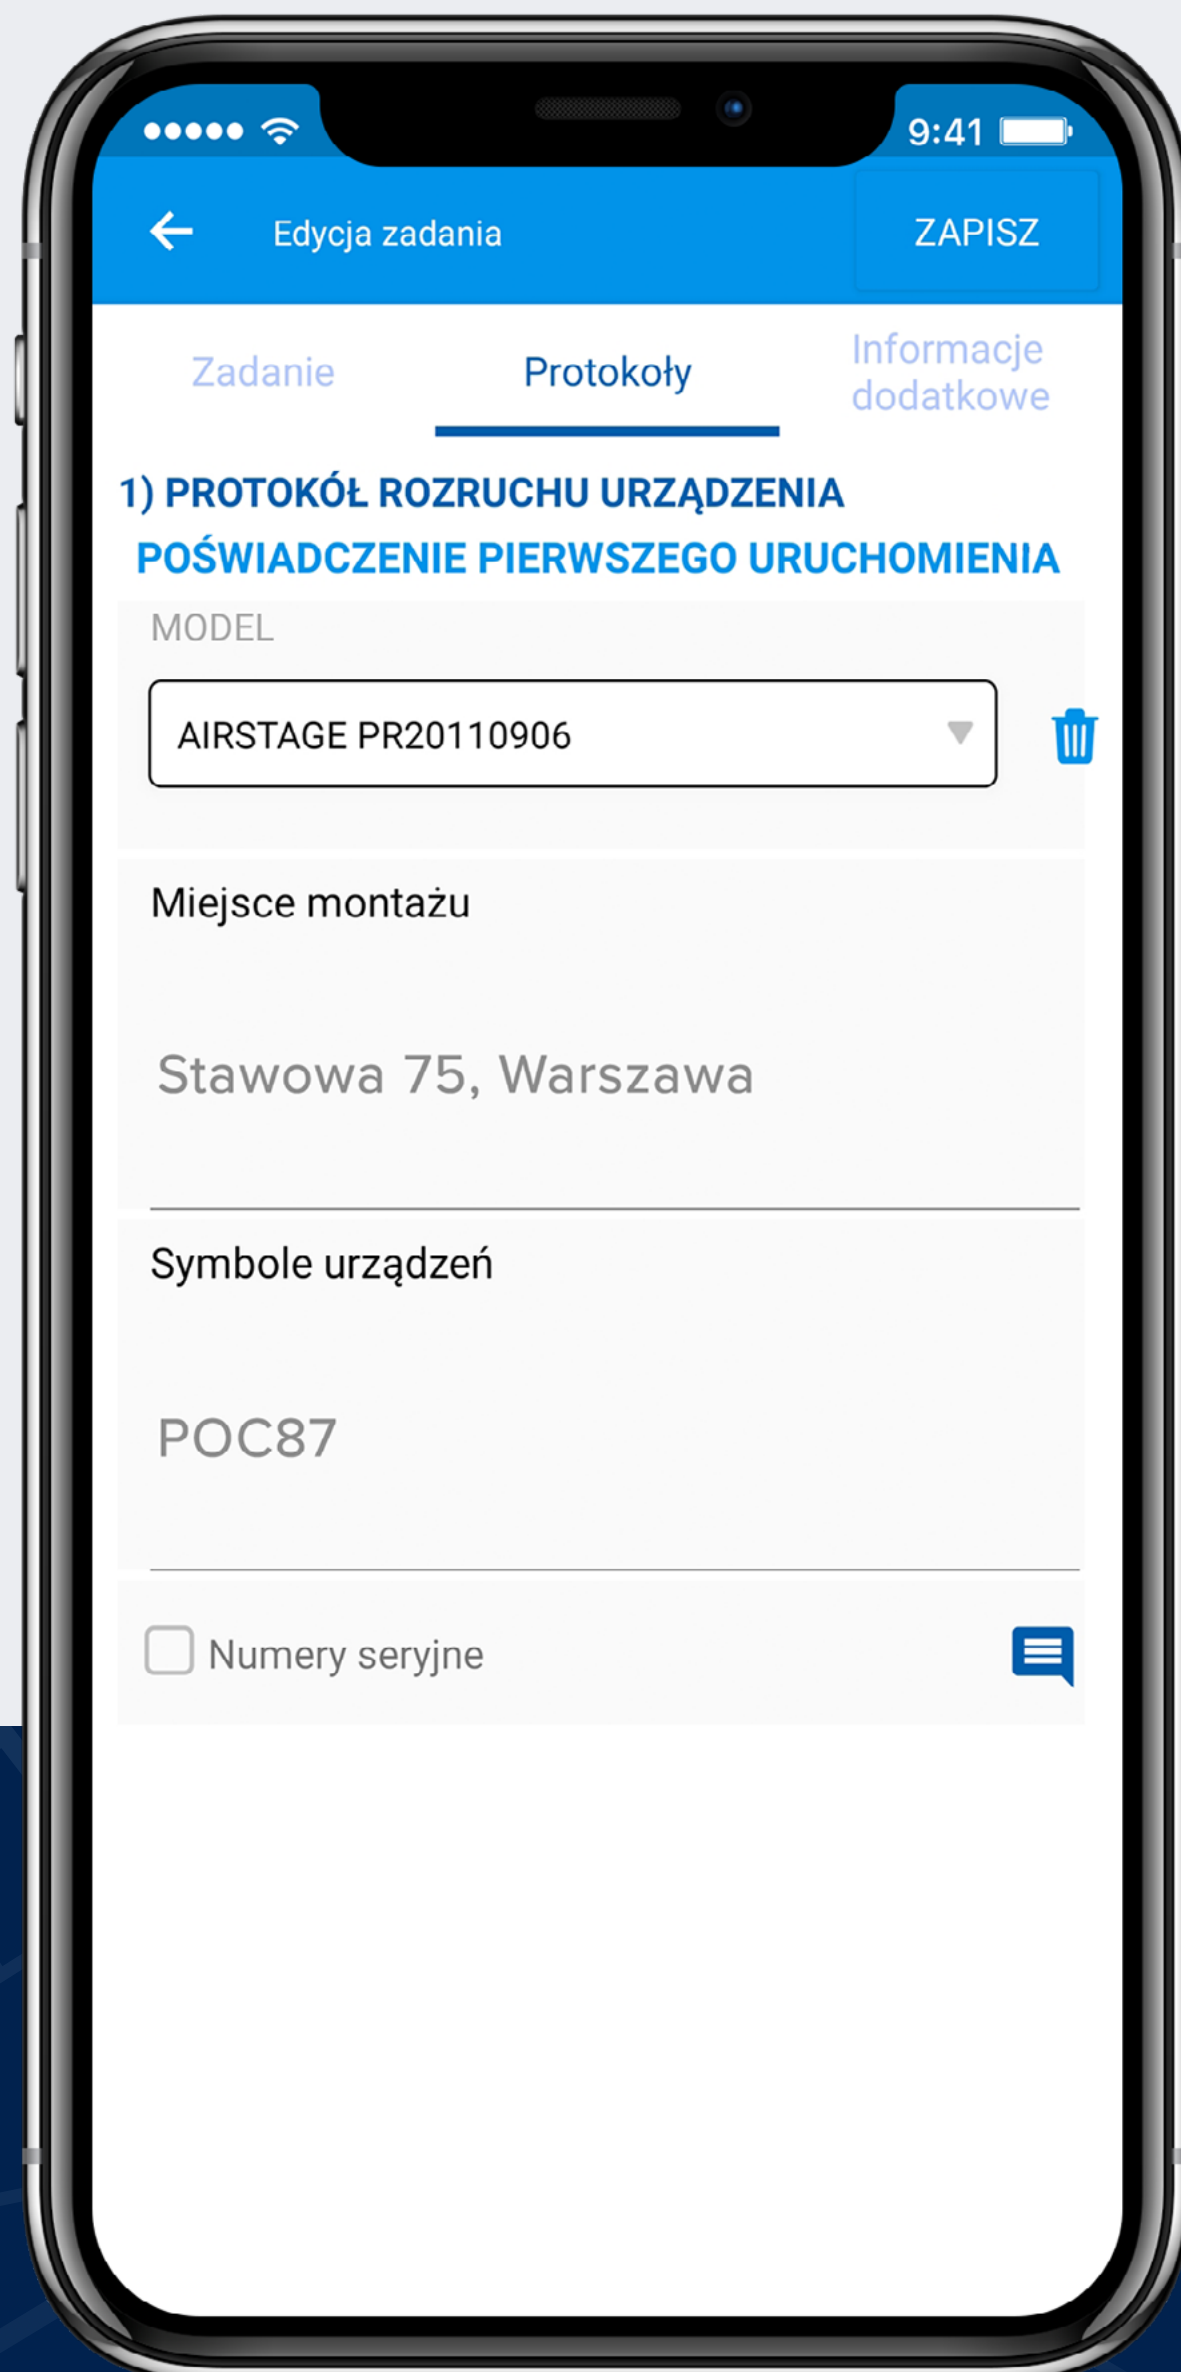 9:41
Edycja zadania
ZAPISZ
Zadanie
Protokoły
Informacje
dodatkowe
1) PROTOKÓŁ ROZRUCHU URZĄDZENIA
POŚWIADCZENIE PIERWSZEGO URUCHOMIENIA
MODEL
AIRSTAGE PR20110906
Miejsce montażu
Stawowa 75, Warszawa
Symbole urządzeń
POC87
Numery seryjne